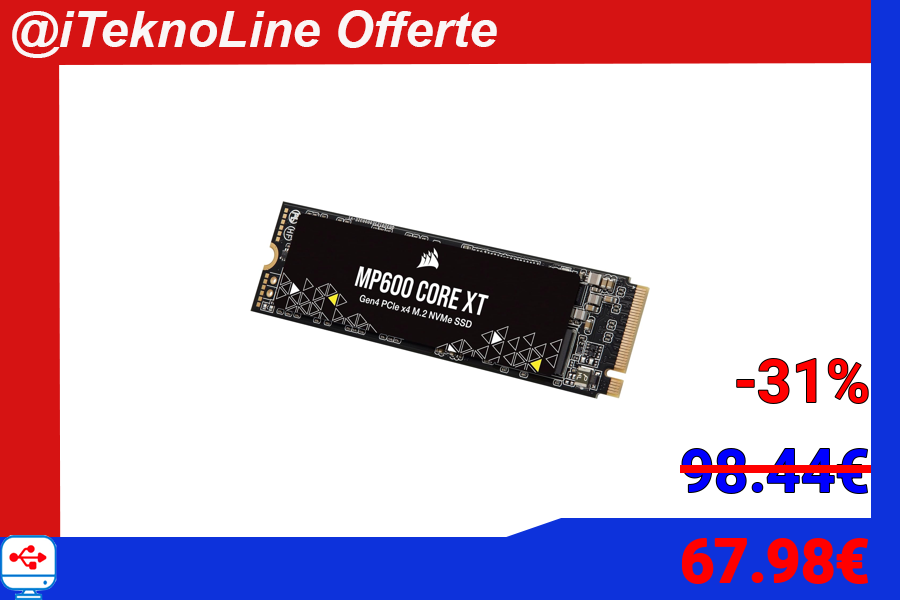 @iTeknoLine Offerte
MP600 CORE XT
Gen4 PCIe x4 M.2 NVMe SSD
-31%
98.44€
67.98€